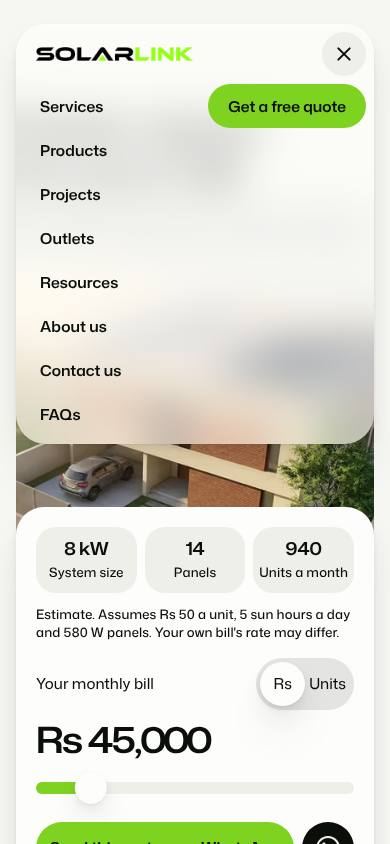 SOLARLINK
Services
Get a free quote
Products
Projects
Outlets
Resources
About us
Contact us
FAQs
8 kW
System size
14
Panels
940
Units a month
Estimate. Assumes Rs 50 a unit, 5 sun hours a day
and 580 W panels. Your own bill's rate may differ.
Your monthly bill
Rs
Units
Rs 45,000